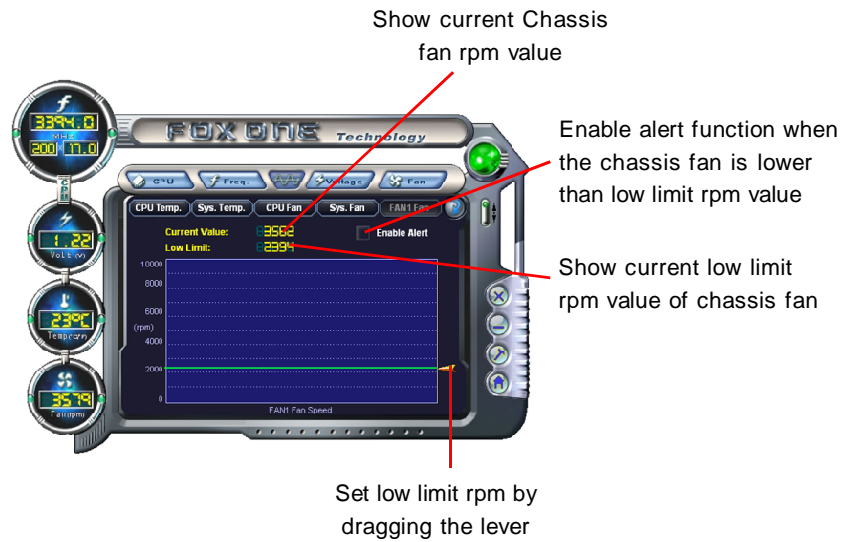 Show current Chassis
fan rpm value
FOX ONE Technology
3394.0
MHz
200 17.0
CPU
CPU Freq. Voltage Fan
Enable alert function when
the chassis fan is lower
than low limit rpm value
CPU Temp. Sys. Temp. CPU Fan Sys. Fan FAN1 Fan
Current Value: 3562 Enable Alert
Low Limit: 2394
1.22
Volt(v)
10000
8000
6000
(rpm)
4000
2000
0
FAN1 Fan Speed
Show current low limit
rpm value of chassis fan
23°C
3579
Fan(rpm)
Set low limit rpm by
dragging the lever